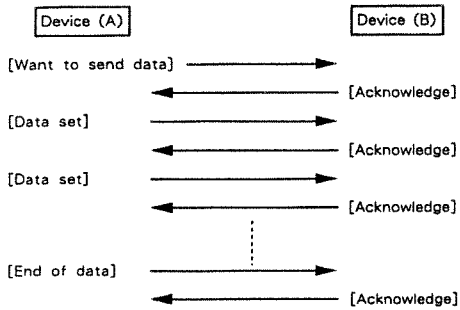 Device (A)
Device (B)
[Want to send data]
[Acknowledge]
[Data set]
[Acknowledge]
[Data set]
[Acknowledge]
[End of data]
[Acknowledge]